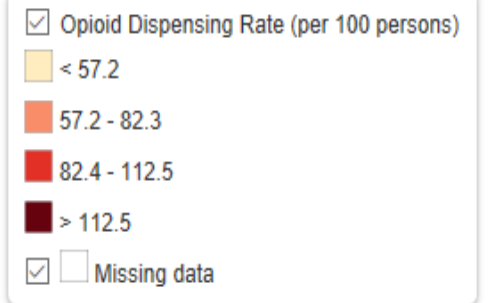 Opioid Dispensing Rate (per 100 persons)
< 57.2
57.2 - 82.3
82.4 - 112.5
> 112.5
Missing data